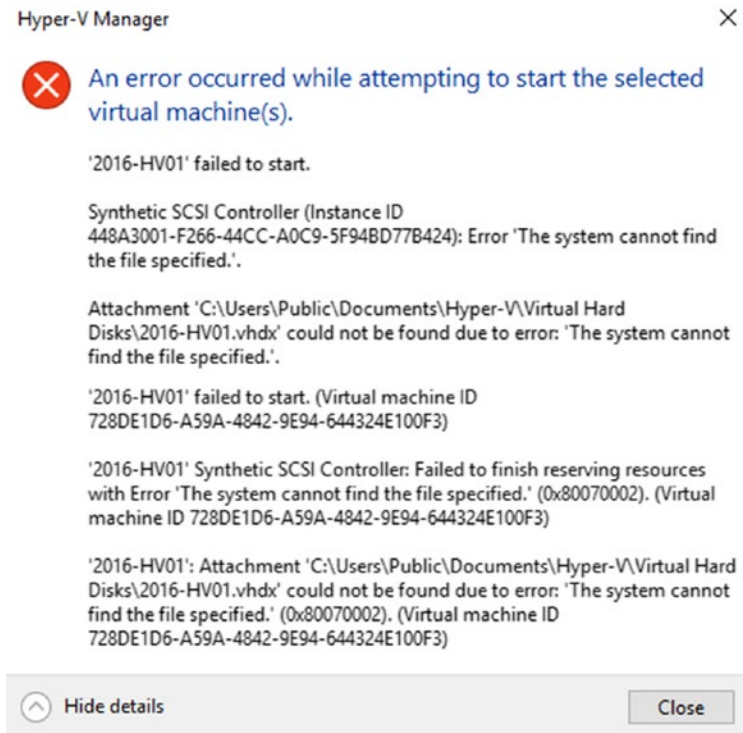 Hyper-V Manager
An error occurred while attempting to start the selected
virtual machine(s).
'2016-HV01' failed to start.
Synthetic SCSI Controller (Instance ID
448A3001-F266-44CC-A0C9-5F94BD77B424): Error 'The system cannot find
the file specified.'.
Attachment 'C:\Users\Public\Documents\Hyper-V\Virtual Hard
Disks\2016-HV01.vhdx' could not be found due to error: 'The system cannot
find the file specified.'.
'2016-HV01' failed to start. (Virtual machine ID
728DE1D6-A59A-4842-9E94-644324E100F3)
'2016-HV01' Synthetic SCSI Controller: Failed to finish reserving resources
with Error 'The system cannot find the file specified.' (0x80070002). (Virtual
machine ID 728DE1D6-A59A-4842-9E94-644324E100F3)
'2016-HV01': Attachment 'C:\Users\Public\Documents\Hyper-V\Virtual Hard
Disks\2016-HV01.vhdx' could not be found due to error: 'The system cannot
find the file specified.' (0x80070002). (Virtual machine ID
728DE1D6-A59A-4842-9E94-644324E100F3)
Hide details
Close